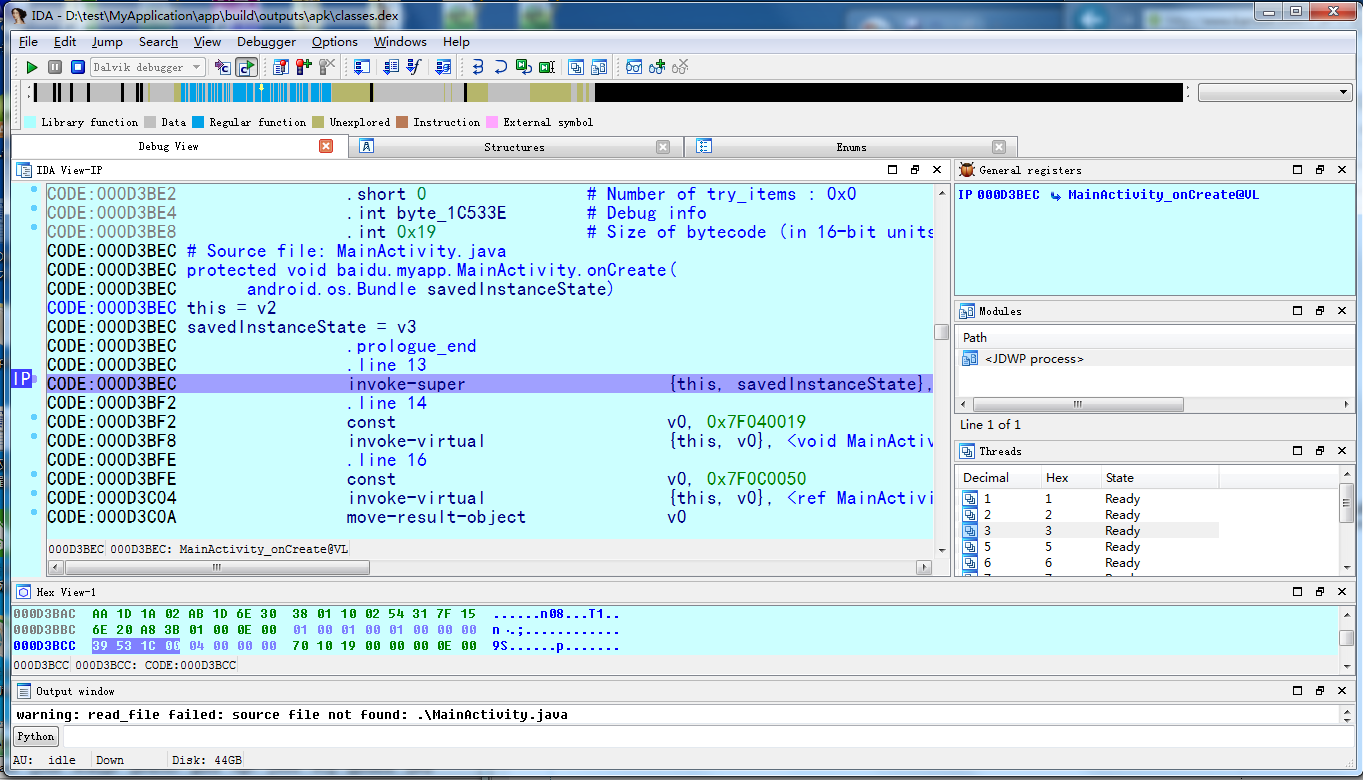 IDA - D:\test\MyApplication\app\build\outputs\apk\classes.dex
File Edit Jump Search View Debugger Options Windows Help
Dalvik debugger
Library function Data Regular function Unexplored Instruction External symbol
Debug View Structures Enums
IDA View-IP
CODE:000D3BE2 .short 0 # Number of try_items : 0x0
CODE:000D3BE4 .int byte_1C533E # Debug info
CODE:000D3BE8 .int 0x19 # Size of bytecode (in 16-bit units
CODE:000D3BEC # Source file: MainActivity.java
CODE:000D3BEC protected void baidu.myapp.MainActivity.onCreate(
CODE:000D3BEC android.os.Bundle savedInstanceState)
CODE:000D3BEC this = v2
CODE:000D3BEC savedInstanceState = v3
CODE:000D3BEC .prologue_end
CODE:000D3BEC .line 13
IP CODE:000D3BEC invoke-super {this, savedInstanceState},
CODE:000D3BF2 .line 14
CODE:000D3BF2 const v0, 0x7F040019
CODE:000D3BF8 invoke-virtual {this, v0}, <void MainActiv
CODE:000D3BFE .line 16
CODE:000D3BFE const v0, 0x7F0C0050
CODE:000D3C04 invoke-virtual {this, v0}, <ref MainActivi
CODE:000D3C0A move-result-object v0
000D3BEC 000D3BEC: MainActivity_onCreate@VL
General registers
IP 000D3BEC MainActivity_onCreate@VL
Modules
Path
<JDWP process>
Line 1 of 1
Threads
Decimal Hex State
1 1 Ready
2 2 Ready
3 3 Ready
5 5 Ready
6 6 Ready
Hex View-1
000D3BAC AA 1D 1A 02 AB 1D 6E 30 38 01 10 02 54 31 7F 15 ......n08...T1..
000D3BBC 6E 20 A8 3B 01 00 0E 00 01 00 01 00 01 00 00 00 n .;............
000D3BCC 39 53 1C 00 04 00 00 00 70 10 19 00 00 00 0E 00 9S......p.......
000D3BCC 000D3BCC: CODE:000D3BCC
Output window
warning: read_file failed: source file not found: .\MainActivity.java
Python
AU: idle Down Disk: 44GB